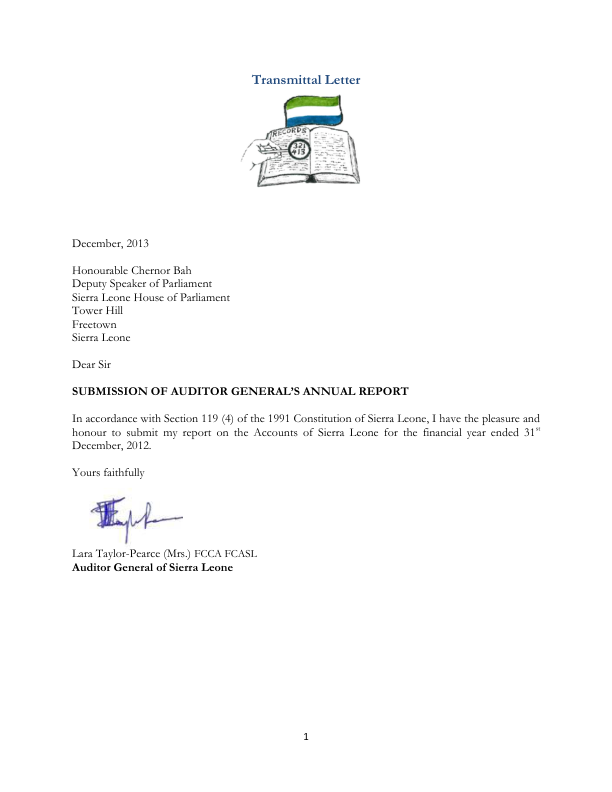 Transmittal Letter
RECORDS
321
413
December, 2013
Honourable Chernor Bah
Deputy Speaker of Parliament
Sierra Leone House of Parliament
Tower Hill
Freetown
Sierra Leone
Dear Sir
SUBMISSION OF AUDITOR GENERAL'S ANNUAL REPORT
In accordance with Section 119 (4) of the 1991 Constitution of Sierra Leone, I have the pleasure and
honour to submit my report on the Accounts of Sierra Leone for the financial year ended 31st
December, 2012.
Yours faithfully
Lara Taylor-Pearce (Mrs.) FCCA FCASL
Auditor General of Sierra Leone
1